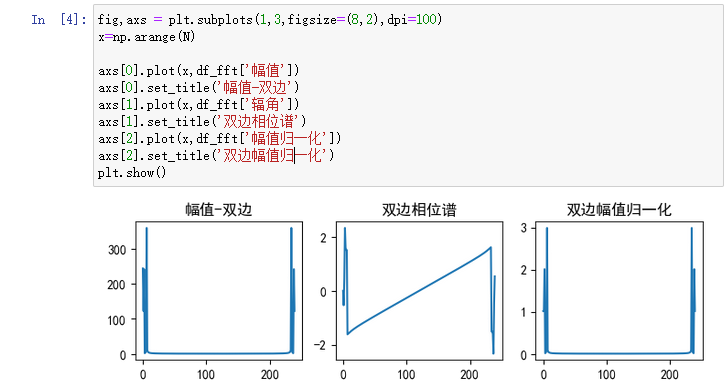 In [4]: fig,axs = plt.subplots(1,3,figsize=(8,2),dpi=100)
x=np.arange(N)
axs[0].plot(x,df_fft['幅值'])
axs[0].set_title('幅值-双边')
axs[1].plot(x,df_fft['辐角'])
axs[1].set_title('双边相位谱')
axs[2].plot(x,df_fft['幅值归一化'])
axs[2].set_title('双边幅值归一化')
plt.show()
幅值-双边 双边相位谱 双边幅值归一化
300
200
100
0
0 200
2
0
-2
0 200
3
2
1
0
0 200